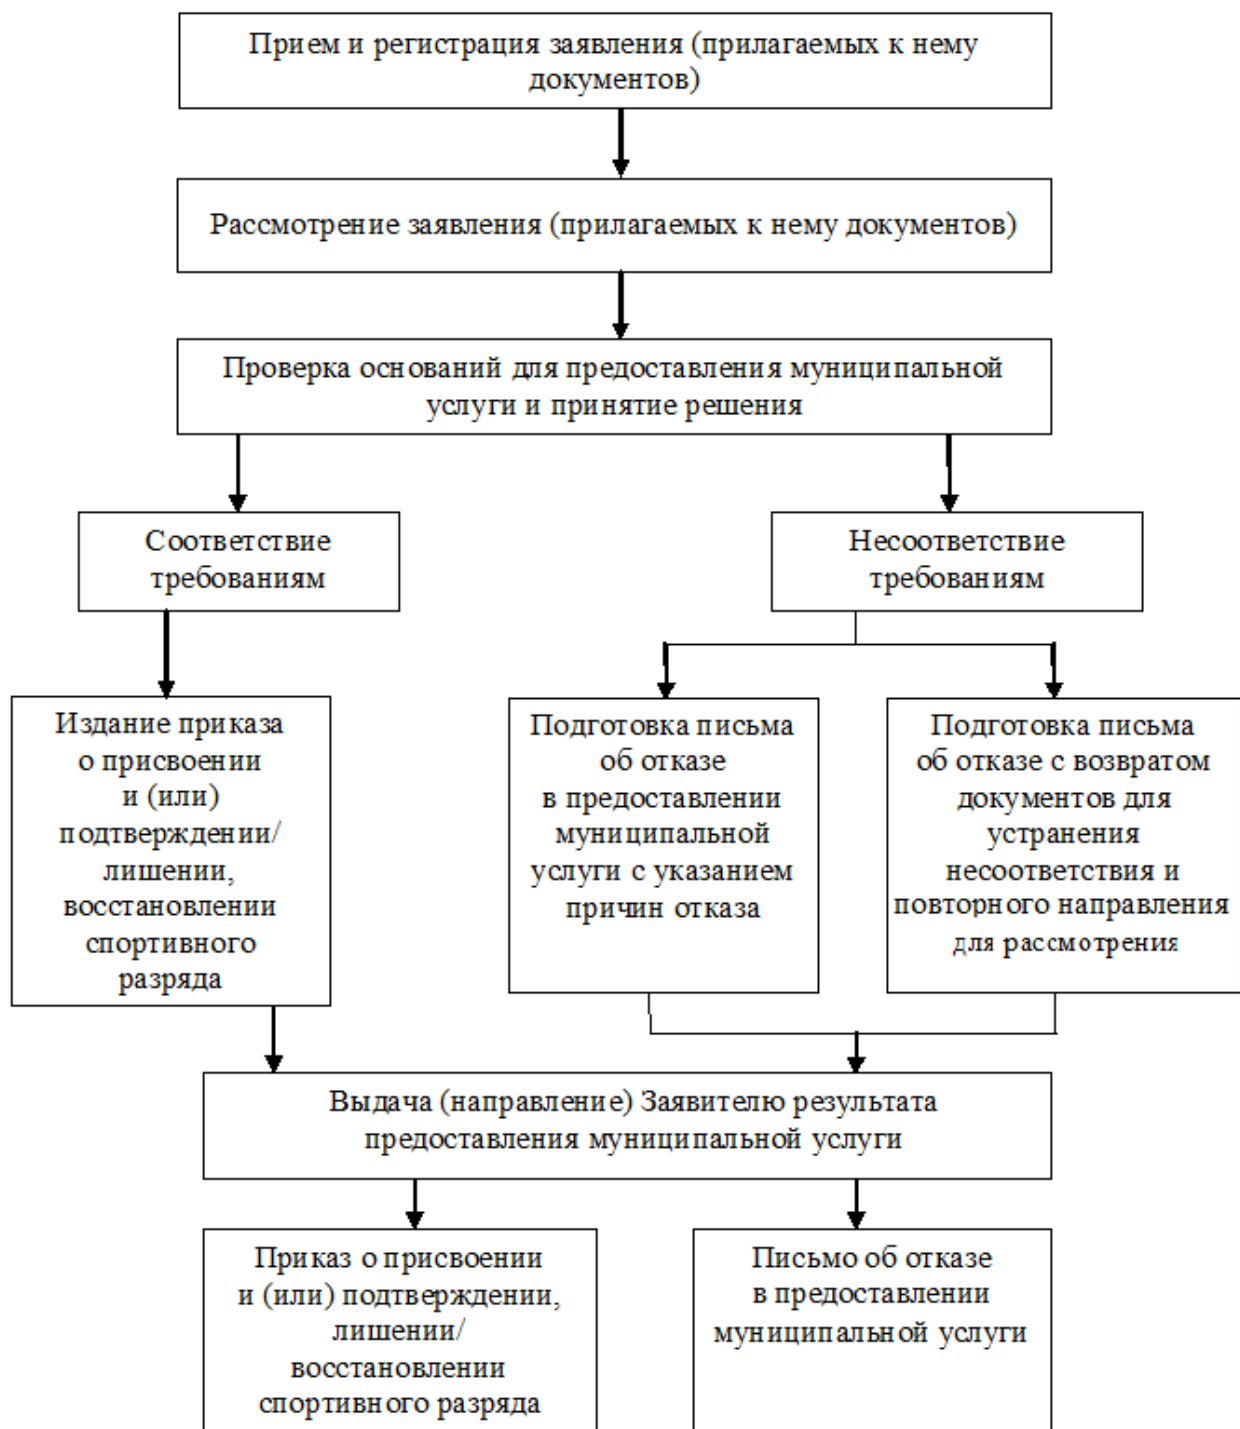 Прием и регистрация заявления (прилагаемых к нему
документов)
Рассмотрение заявления (прилагаемых к нему документов)
Проверка оснований для предоставления муниципальной
услуги и принятие решения
Соответствие
требованиям
Несоответствие
требованиям
Издание приказа
о присвоении
и (или)
подтверждении/
лишении,
восстановлении
спортивного
разряда
Подготовка письма
об отказе
в предоставлении
муниципальной
услуги с указанием
причин отказа
Подготовка письма
об отказе с возвратом
документов для
устранения
несоответствия и
повторного направления
для рассмотрения
Выдача (направление) Заявителю результата
предоставления муниципальной услуги
Приказ о присвоении
и (или) подтверждении,
лишении/
восстановлении
спортивного разряда
Письмо об отказе
в предоставлении
муниципальной услуги